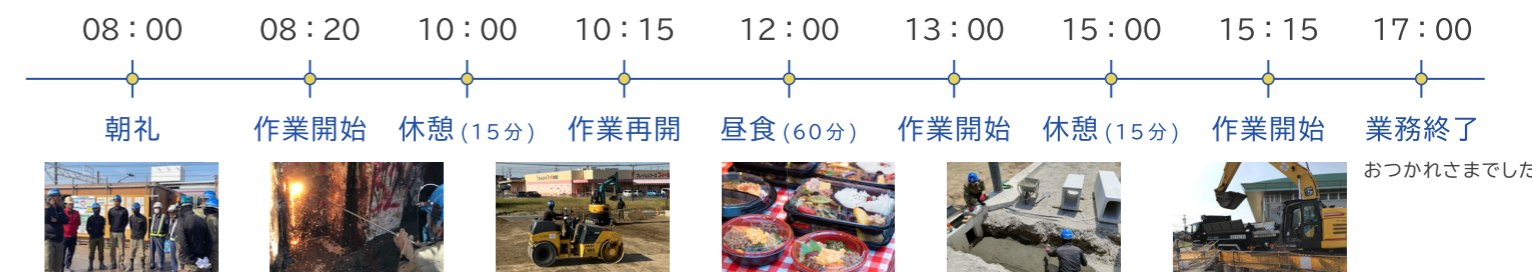 08：00 08：20 10：00 10：15 12：00 13：00 15：00 15：15 17：00
朝礼 作業開始 休憩(15分) 作業再開 昼食(60分) 作業開始 休憩(15分) 作業開始 業務終了
おつかれさまでした